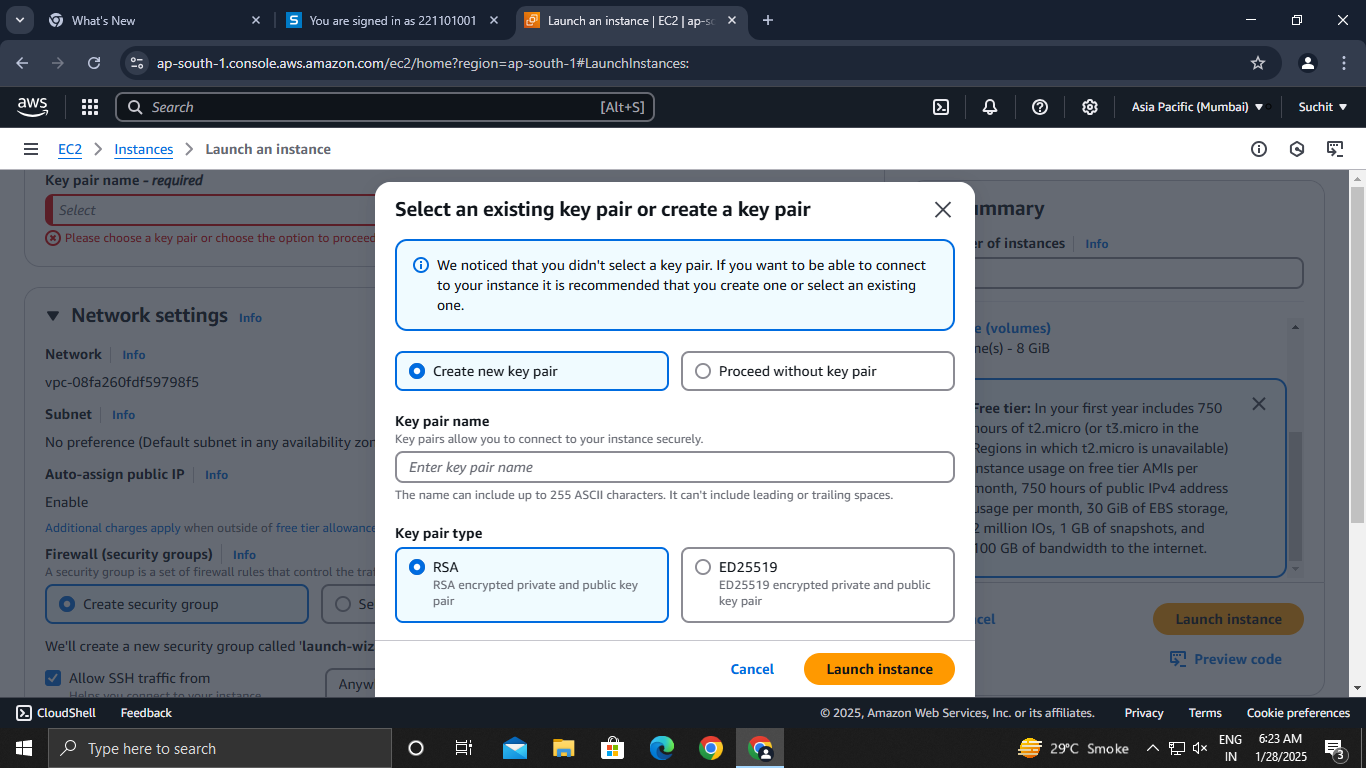 What's New
You are signed in as 221101001
Launch an instance | EC2 | ap-sc
ap-south-1.console.aws.amazon.com/ec2/home?region=ap-south-1#LaunchInstances:
aws
Search
[Alt+S]
Asia Pacific (Mumbai)
Suchit
EC2
Instances
Launch an instance
Key pair name - required
Select
Please choose a key pair or choose the option to proceed
Network settings Info
Network Info
vpc-08fa260fdf59798f5
Subnet Info
No preference (Default subnet in any availability zon
Auto-assign public IP Info
Enable
Additional charges apply when outside of free tier allowance
Firewall (security groups) Info
A security group is a set of firewall rules that control the traf
Create security group
Se
We'll create a new security group called 'launch-wiz
Allow SSH traffic from
Helps you connect to your instance
Anyw
Select an existing key pair or create a key pair
We noticed that you didn't select a key pair. If you want to be able to connect
to your instance it is recommended that you create one or select an existing
one.
Create new key pair
Proceed without key pair
Key pair name
Key pairs allow you to connect to your instance securely.
Enter key pair name
The name can include up to 255 ASCII characters. It can't include leading or trailing spaces.
Key pair type
RSA
RSA encrypted private and public key
pair
ED25519
ED25519 encrypted private and public
key pair
Cancel
Launch instance
ummary
er of instances Info
e (volumes)
ne(s) - 8 GiB
Free tier: In your first year includes 750
hours of t2.micro (or t3.micro in the
Regions in which t2.micro is unavailable)
instance usage on free tier AMIs per
month, 750 hours of public IPv4 address
usage per month, 30 GiB of EBS storage,
2 million IOs, 1 GB of snapshots, and
100 GB of bandwidth to the internet.
cel
Launch instance
Preview code
CloudShell
Feedback
© 2025, Amazon Web Services, Inc. or its affiliates.
Privacy
Terms
Cookie preferences
Type here to search
29°C Smoke
ENG
IN
6:23 AM
1/28/2025
3